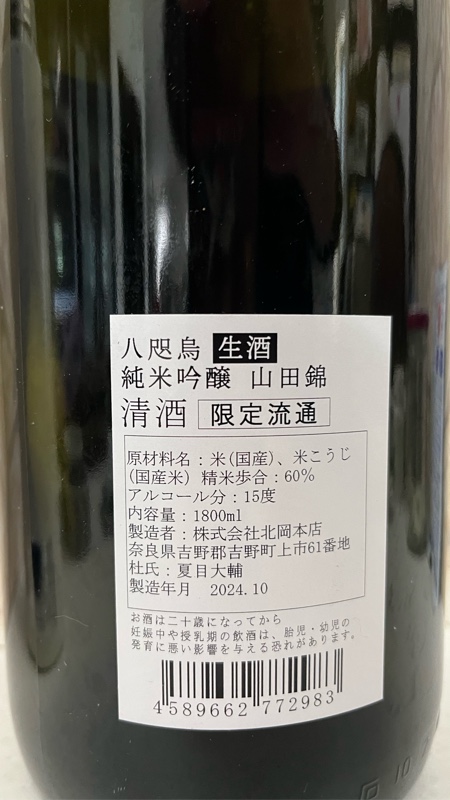 八咫烏 生酒
純米吟醸 山田錦
清酒 限定流通
原材料名：米(国産)、米こうじ
(国産米) 精米歩合：60%
アルコール分：15度
内容量：1800ml
製造者：株式会社北岡本店
奈良県吉野郡吉野町上市61番地
杜氏：夏目大輔
製造年月 2024.10
お酒は二十歳になってから
妊娠中や授乳期の飲酒は、胎児・幼児の
発育に悪い影響を与える恐れがあります。
4 589662 772983